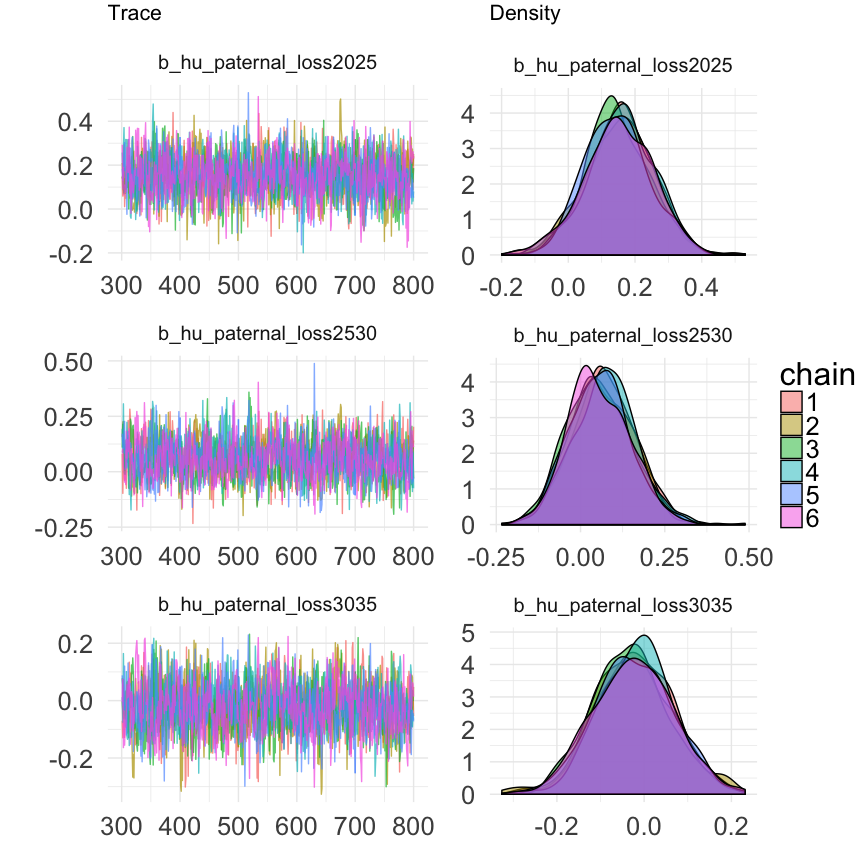 Trace
Density
b_hu_paternal_loss2025
b_hu_paternal_loss2025
0.4
0.2
0.0
-0.2
300 400 500 600 700 800
4
3
2
1
0
-0.2 0.0 0.2 0.4
b_hu_paternal_loss2530
b_hu_paternal_loss2530
0.50
0.25
0.00
-0.25
300 400 500 600 700 800
4
3
2
1
0
-0.25 0.00 0.25 0.50
b_hu_paternal_loss3035
b_hu_paternal_loss3035
0.2
0.0
-0.2
300 400 500 600 700 800
5
4
3
2
1
0
-0.2 0.0 0.2
chain
1
2
3
4
5
6